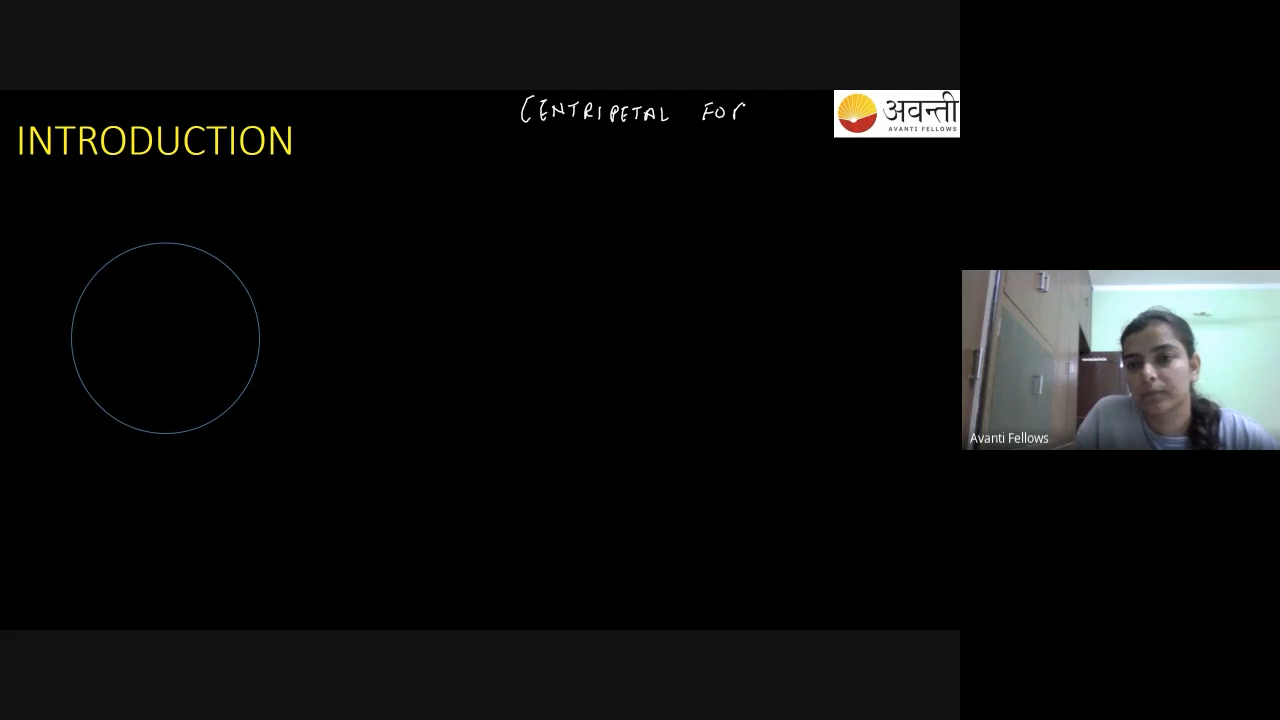 CENTRIPETAL FOR
INTRODUCTION
अवन्ती
AVANTI FELLOWS
Avanti Fellows